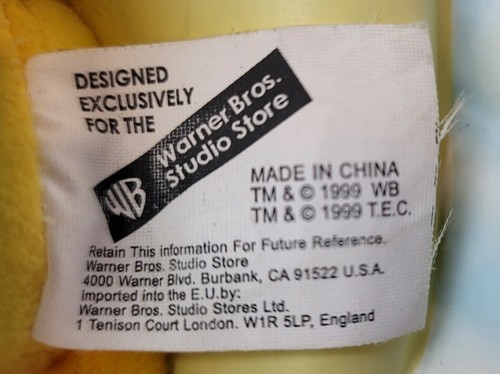 DESIGNED
EXCLUSIVELY
FOR THE
WB Warner Bros.
Studio Store
MADE IN CHINA
TM & © 1999 WB
TM & © 1999 T.E.C.
Retain This information For Future Reference.
Warner Bros. Studio Store
4000 Warner Blvd. Burbank, CA 91522 U.S.A.
imported into the E.U.by:
Warner Bros. Studio Stores Ltd.
1 Tenison Court London. W1R 5LP, England